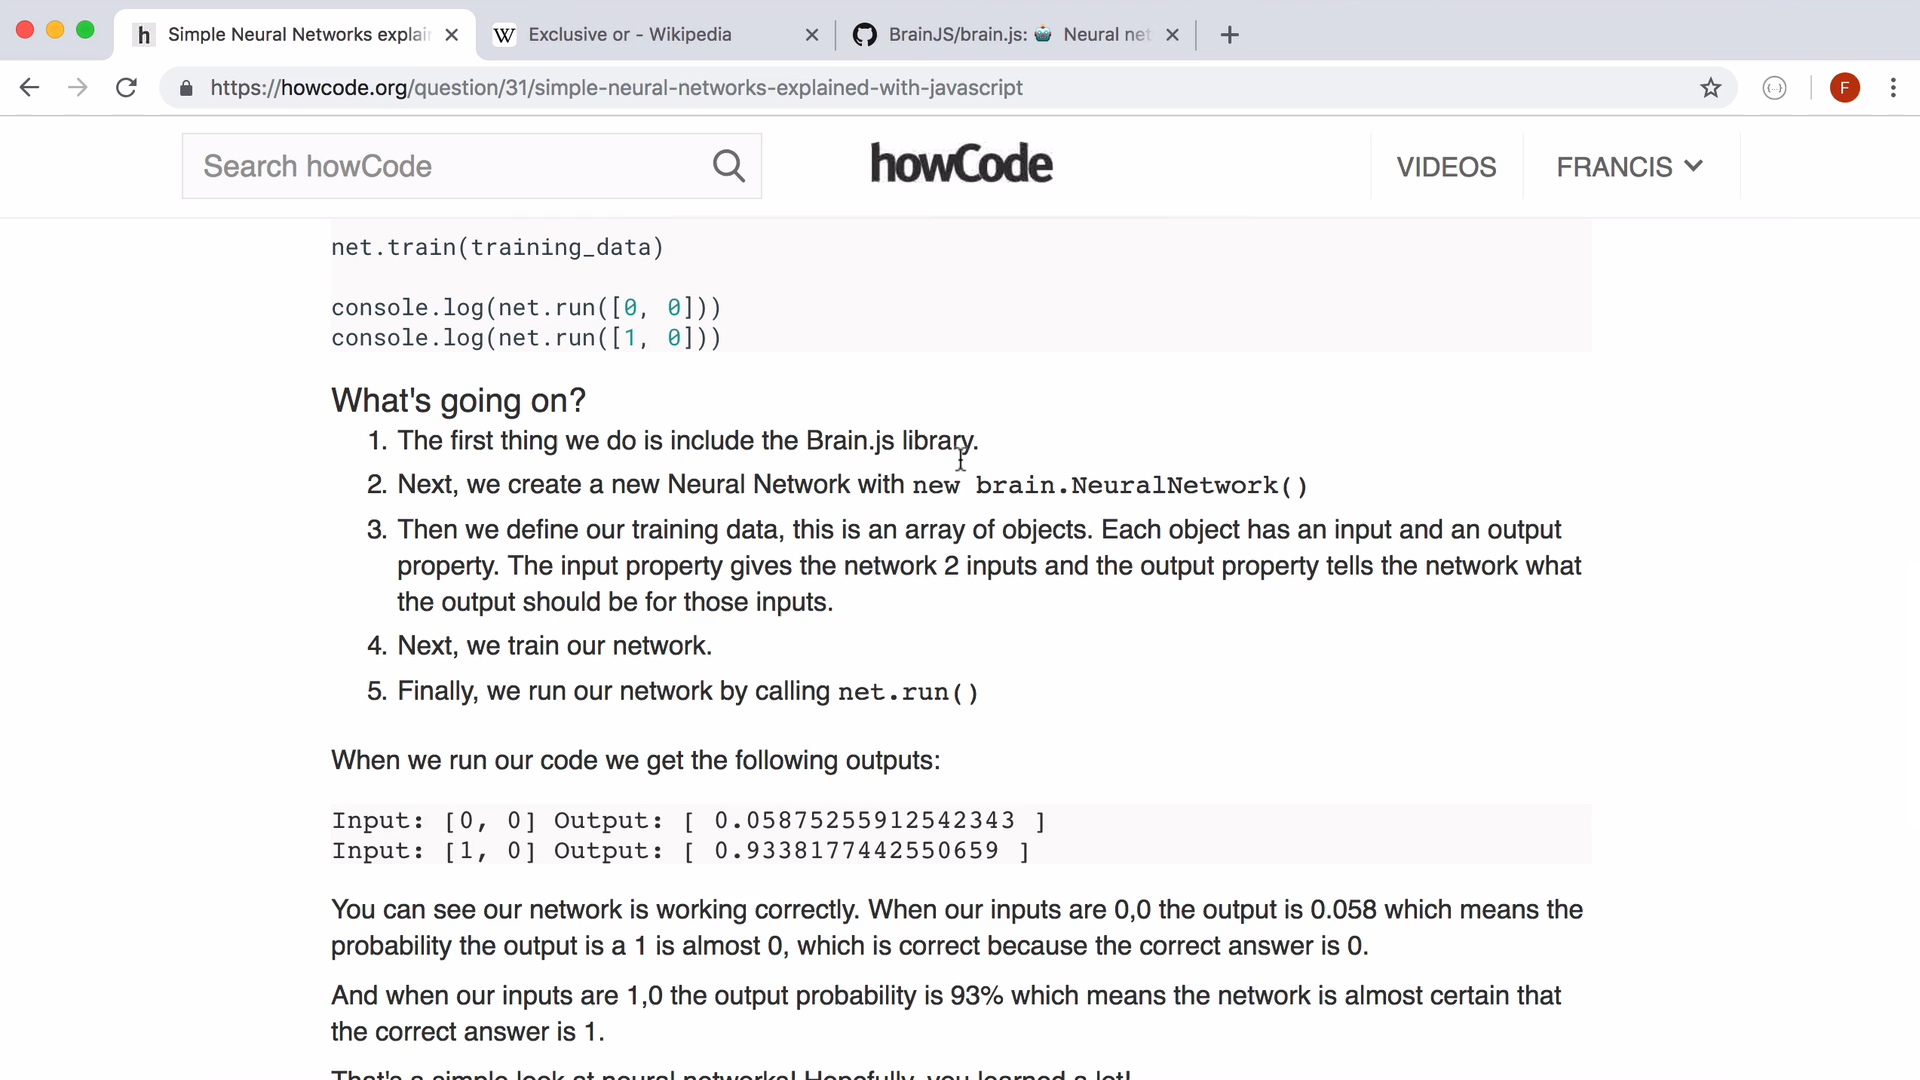 Simple Neural Networks explai
Exclusive or - Wikipedia
BrainJS/brain.js: 🤖 Neural net
https://howcode.org/question/31/simple-neural-networks-explained-with-javascript
F
Search howCode
howCode
VIDEOS
FRANCIS
net.train(training_data)
console.log(net.run([0, 0]))
console.log(net.run([1, 0]))
What's going on?
1. The first thing we do is include the Brain.js library.
2. Next, we create a new Neural Network with new brain.NeuralNetwork()
3. Then we define our training data, this is an array of objects. Each object has an input and an output
property. The input property gives the network 2 inputs and the output property tells the network what
the output should be for those inputs.
4. Next, we train our network.
5. Finally, we run our network by calling net.run()
When we run our code we get the following outputs:
Input: [0, 0] Output: [ 0.05875255912542343 ]
Input: [1, 0] Output: [ 0.9338177442550659 ]
You can see our network is working correctly. When our inputs are 0,0 the output is 0.058 which means the
probability the output is a 1 is almost 0, which is correct because the correct answer is 0.
And when our inputs are 1,0 the output probability is 93% which means the network is almost certain that
the correct answer is 1.
That's a simple look at neural networks! Hopefully, you learned a lot!